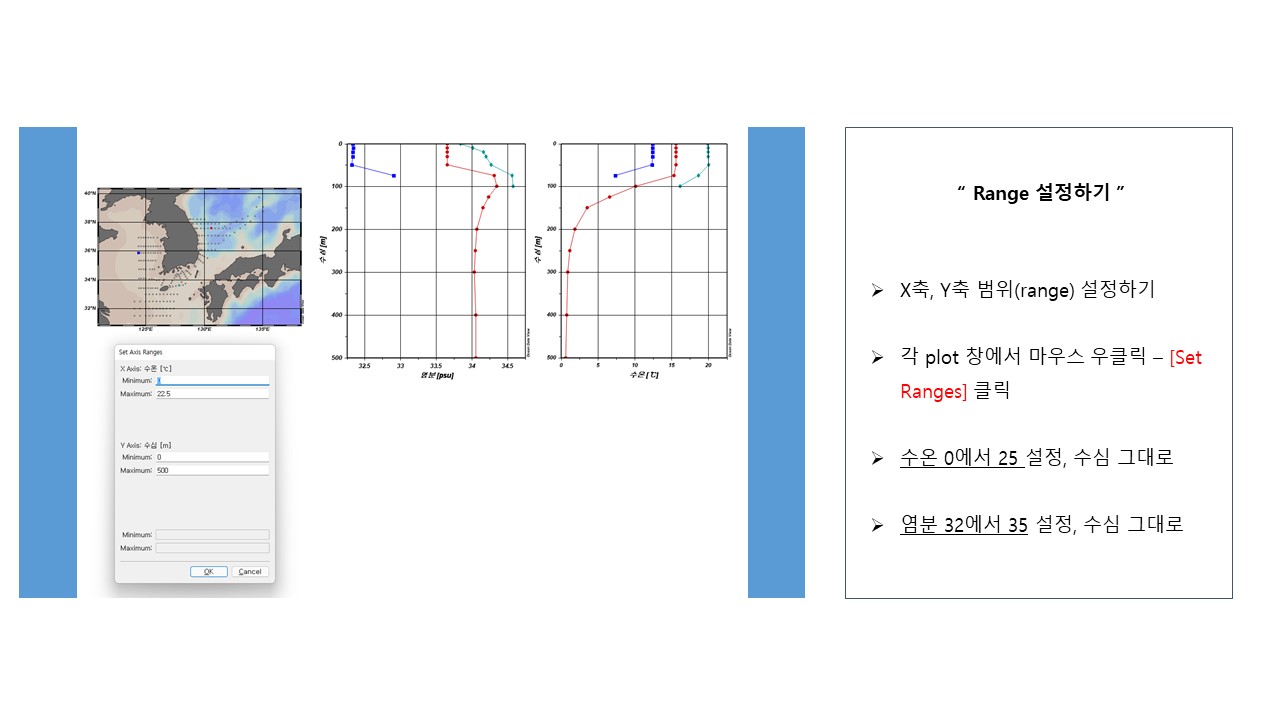 40°N
38°N
36°N
34°N
32°N
125°E
130°E
135°E
Set Axis Ranges
X Axis: 수온 [℃]
Minimum:
Maximum: 22.5
Y Axis: 수심 [m]
Minimum: 0
Maximum: 500
Minimum:
Maximum:
OK Cancel
0
100
200
300
400
500
수심 [m]
32.5 33 34 34.5
염분 [psu]
Ocean Data View
0
100
200
300
400
500
수심 [m]
0 5 10 15 20
수온 [℃]
Ocean Data View
“ Range 설정하기 ”
➢ X축, Y축 범위(range) 설정하기
➢ 각 plot 창에서 마우스 우클릭 – [Set
Ranges] 클릭
➢ 수온 0에서 25 설정, 수심 그대로
➢ 염분 32에서 35 설정, 수심 그대로